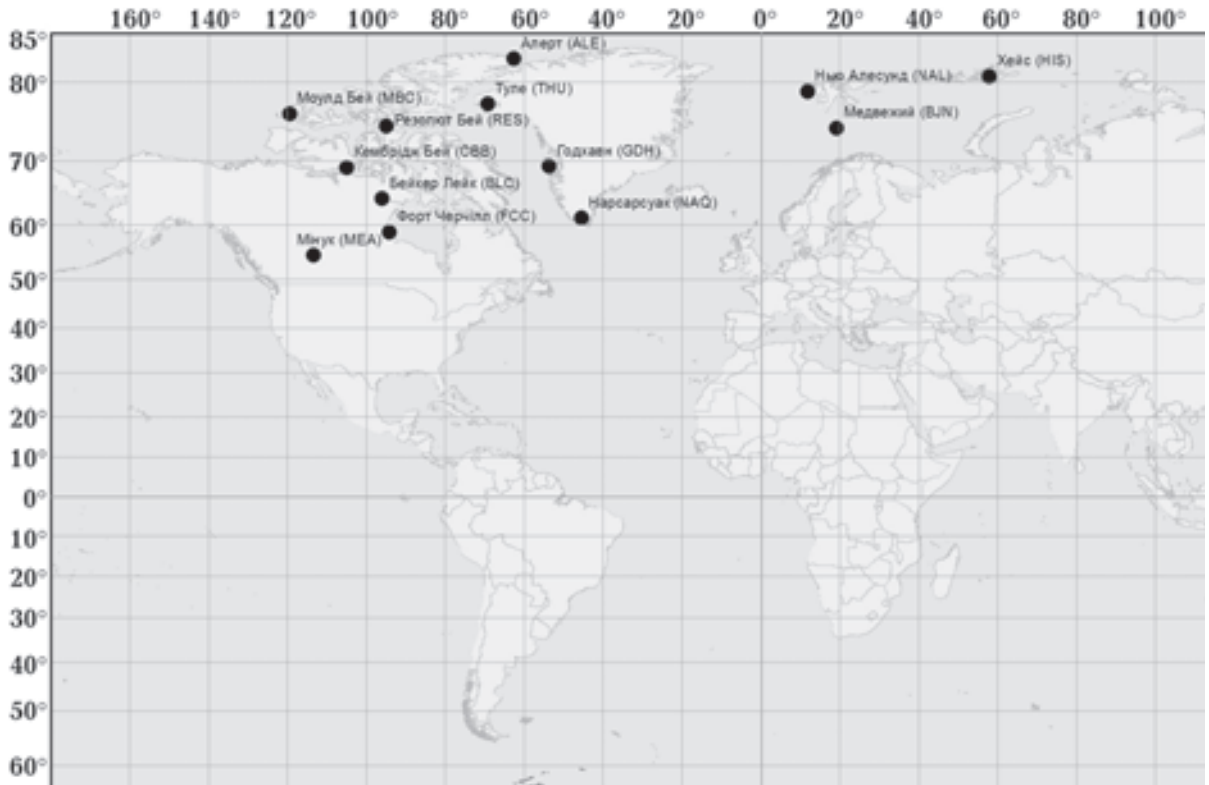 160° 140° 120° 100° 80° 60° 40° 20° 0° 20° 40° 60° 80° 100°
85°
Алерт (ALE)
Хейс (HIS)
80°
Нью Алесунд (NAL)
Туле (THU)
Моулд Бей (MBC)
Медвежий (BJN)
Резолют Бей (RES)
70°
Кембрідж Бей (CBB)
Годхавн (GDH)
Бейкер Лейк (BLC)
Нарсарсуак (NAQ)
60°
Форт Черчілл (FCC)
Мінук (MEA)
50°
40°
30°
20°
10°
0°
10°
20°
30°
40°
50°
60°